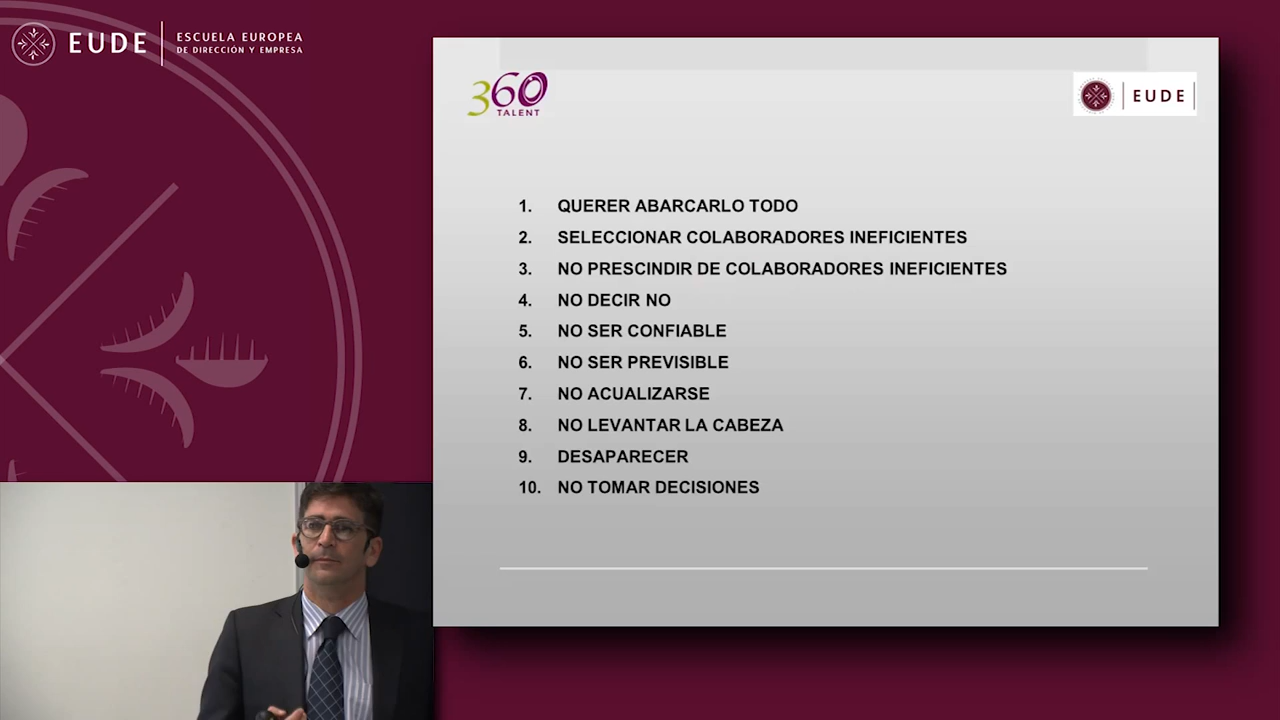 EUDE
ESCUELA EUROPEA
DE DIRECCIÓN Y EMPRESA
360
TALENT
EUDE
1. QUERER ABARCARLO TODO
2. SELECCIONAR COLABORADORES INEFICIENTES
3. NO PRESCINDIR DE COLABORADORES INEFICIENTES
4. NO DECIR NO
5. NO SER CONFIABLE
6. NO SER PREVISIBLE
7. NO ACUALIZARSE
8. NO LEVANTAR LA CABEZA
9. DESAPARECER
10. NO TOMAR DECISIONES